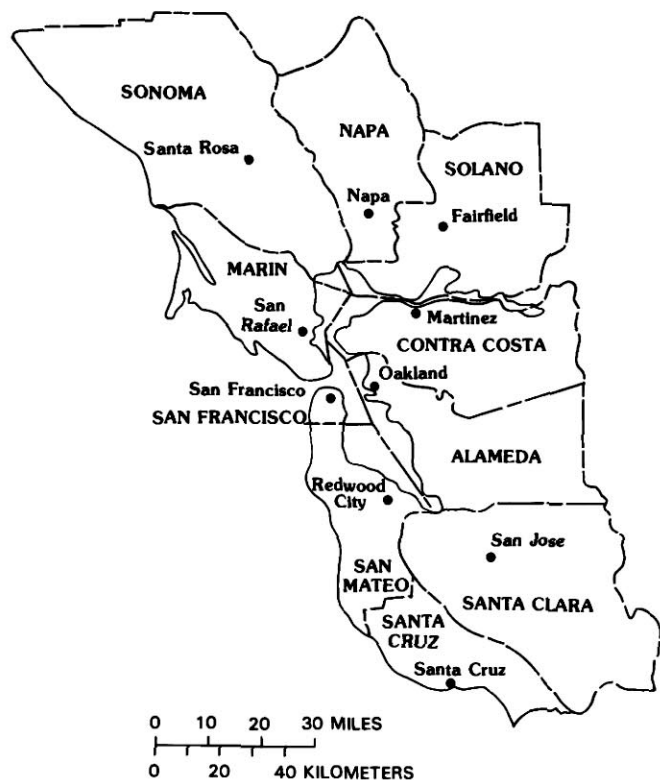 SONOMA
Santa Rosa
NAPA
Napa
SOLANO
Fairfield
MARIN
San
Rafael
Martinez
CONTRA COSTA
Oakland
San Francisco
SAN FRANCISCO
ALAMEDA
Redwood
City
San Jose
SAN
MATEO
SANTA CLARA
SANTA
CRUZ
Santa Cruz
0 10 20 30 MILES
0 20 40 KILOMETERS